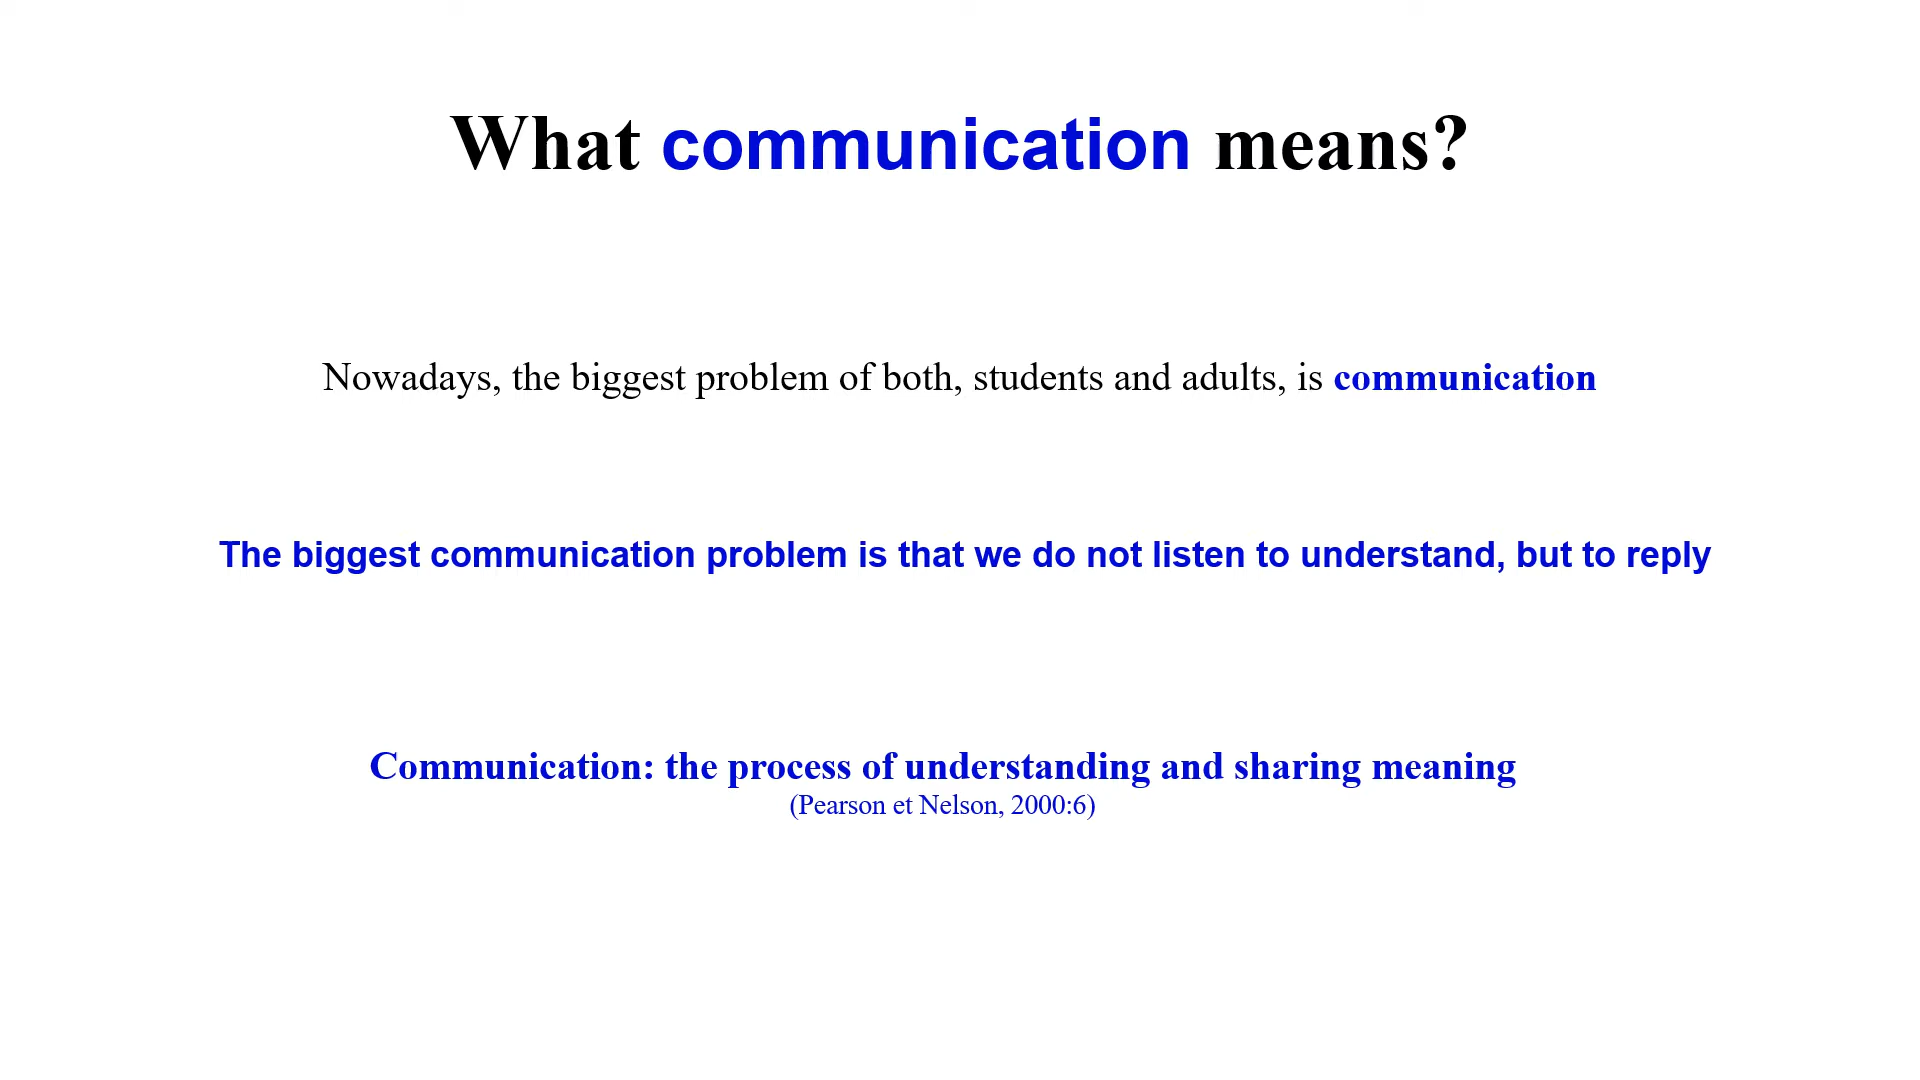 What communication means?
Nowadays, the biggest problem of both, students and adults, is communication
The biggest communication problem is that we do not listen to understand, but to reply
Communication: the process of understanding and sharing meaning
(Pearson et Nelson, 2000:6)